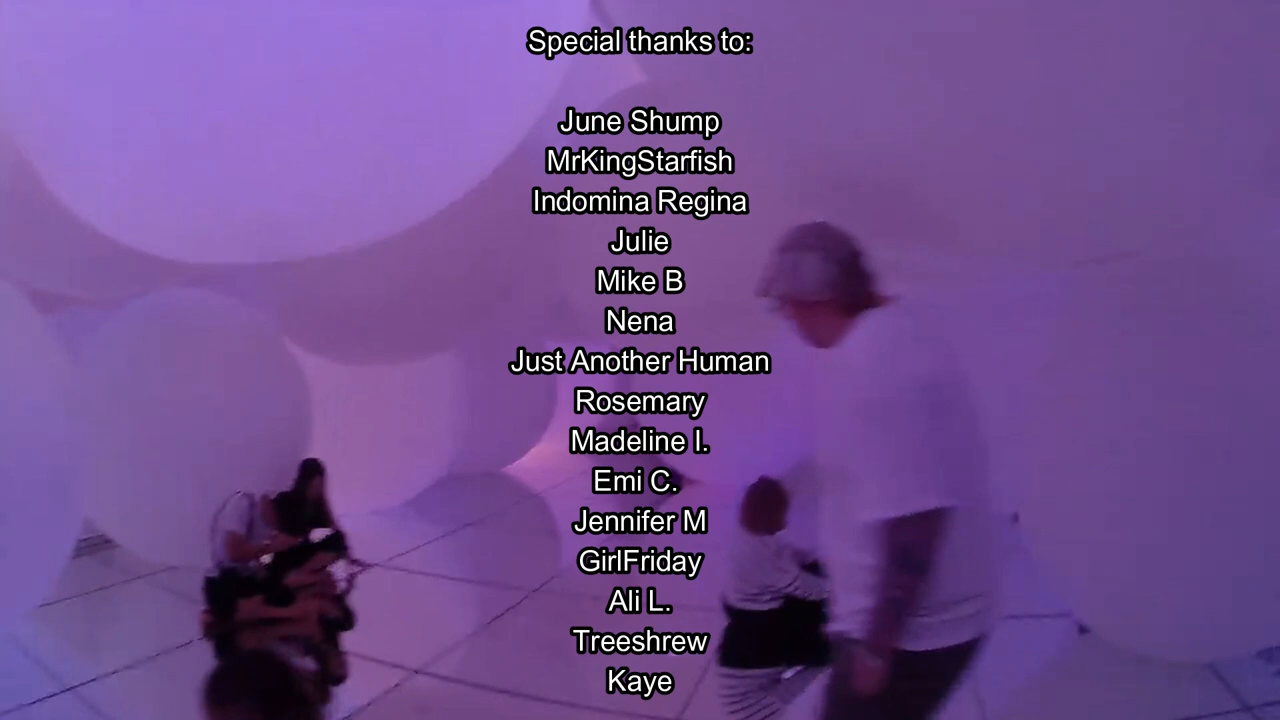 Special thanks to:
June Shump
MrKingStarfish
Indomina Regina
Julie
Mike B
Nena
Just Another Human
Rosemary
Madeline I.
Emi C.
Jennifer M
GirlFriday
Ali L.
Treeshrew
Kaye